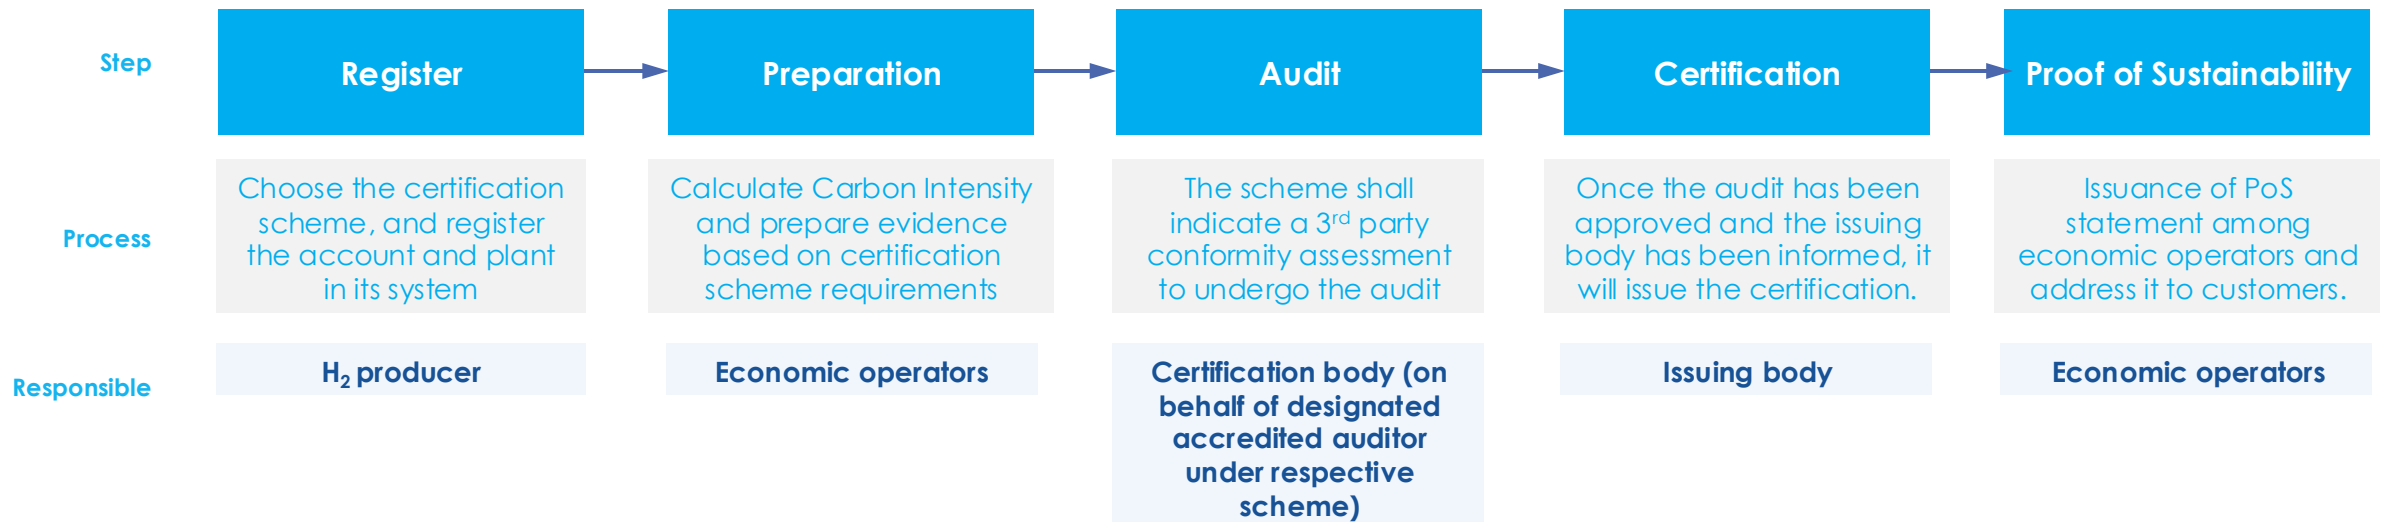 Step
Register
Preparation
Audit
Certification
Proof of Sustainability
Process
Choose the certification
scheme, and register
the account and plant
in its system
Calculate Carbon Intensity
and prepare evidence
based on certification
scheme requirements
The scheme shall
indicate a 3rd party
conformity assessment
to undergo the audit
Once the audit has been
approved and the issuing
body has been informed, it
will issue the certification.
Issuance of PoS
statement among
economic operators and
address it to customers.
Responsible
H₂ producer
Economic operators
Certification body (on
behalf of designated
accredited auditor
under respective
scheme)
Issuing body
Economic operators